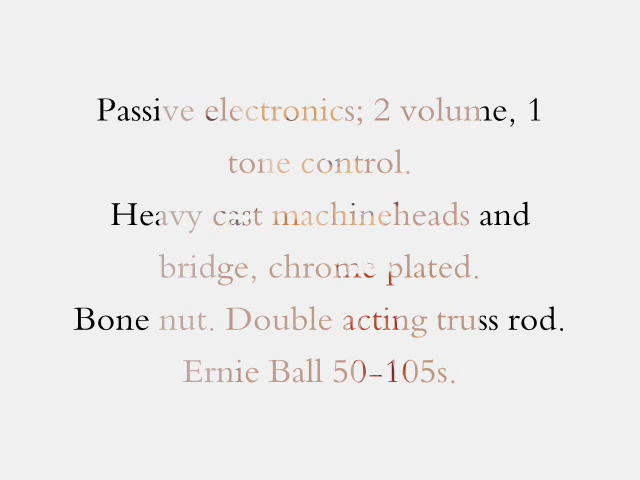 Passive electronics; 2 volume, 1
tone control.
Heavy cast machineheads and
bridge, chrome plated.
Bone nut. Double acting truss rod.
Ernie Ball 50–105s.